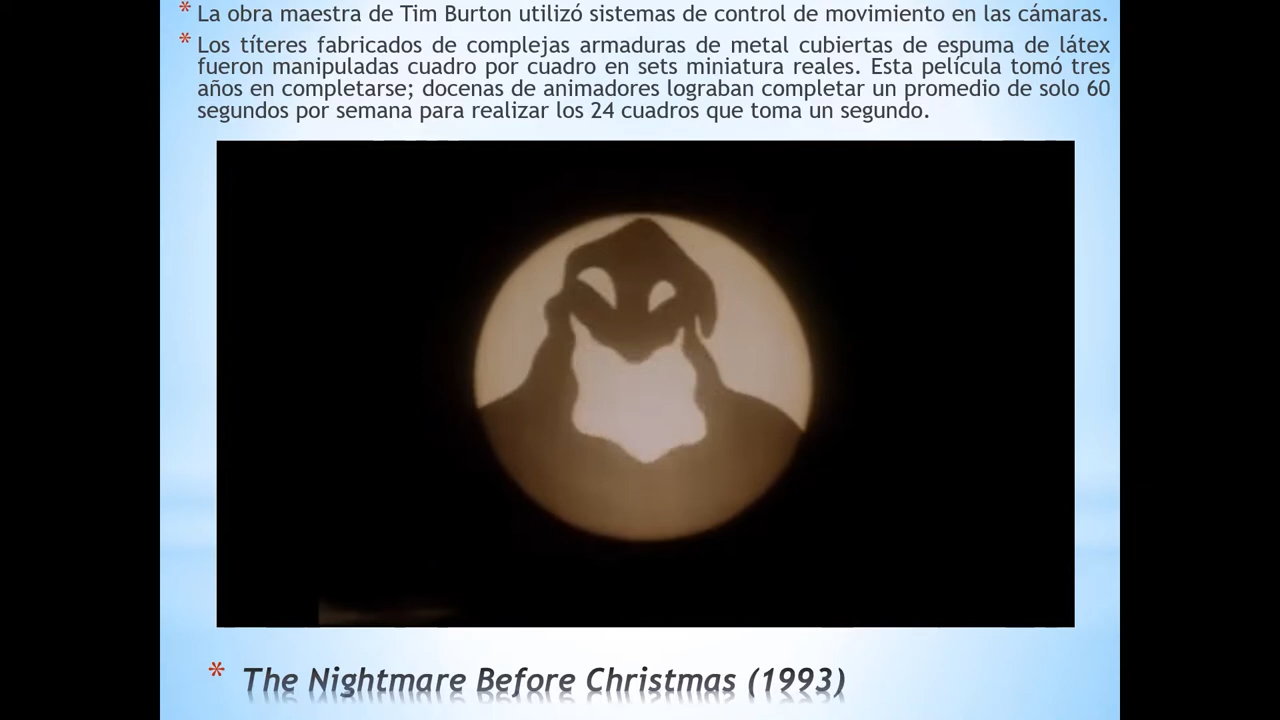 * La obra maestra de Tim Burton utilizó sistemas de control de movimiento en las cámaras.
* Los títeres fabricados de complejas armaduras de metal cubiertas de espuma de látex
fueron manipuladas cuadro por cuadro en sets miniatura reales. Esta película tomó tres
años en completarse; docenas de animadores lograban completar un promedio de solo 60
segundos por semana para realizar los 24 cuadros que toma un segundo.
* The Nightmare Before Christmas (1993)